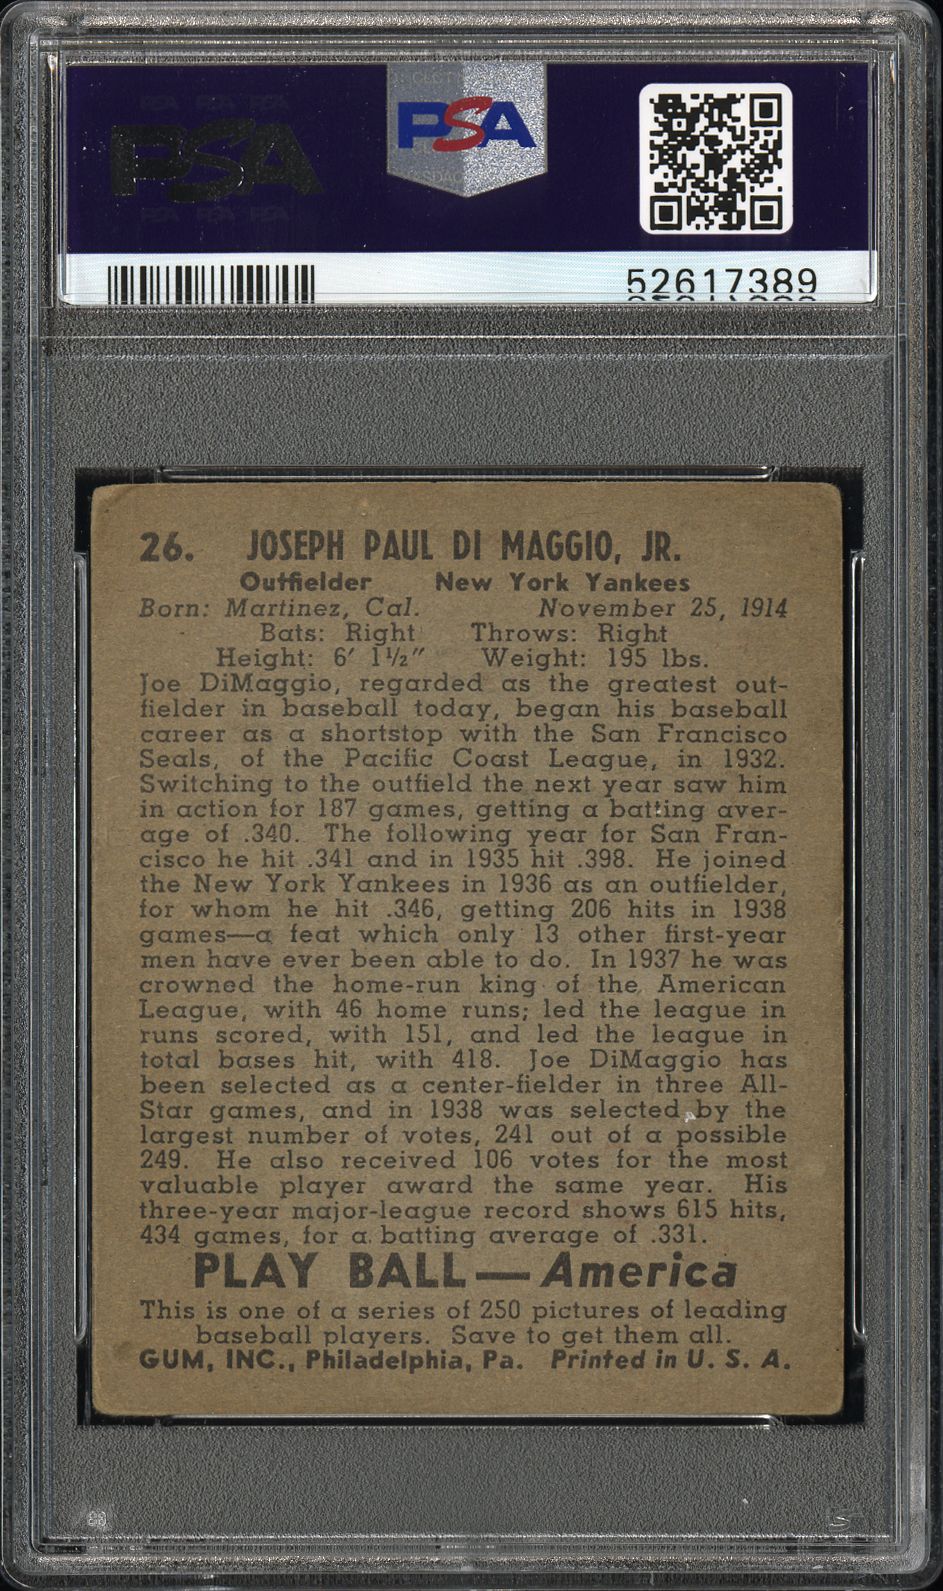 PSA
PSA
52617389
26. JOSEPH PAUL DI MAGGIO, JR.
Outfielder New York Yankees
Born: Martinez, Cal. November 25, 1914
Bats: Right Throws: Right
Height: 6′ 1½″ Weight: 195 lbs.
Joe DiMaggio, regarded as the greatest out-
fielder in baseball today, began his baseball
career as a shortstop with the San Francisco
Seals, of the Pacific Coast League, in 1932.
Switching to the outfield the next year saw him
in action for 187 games, getting a batting aver-
age of .340. The following year for San Fran-
cisco he hit .341 and in 1935 hit .398. He joined
the New York Yankees in 1936 as an outfielder,
for whom he hit .346, getting 206 hits in 1938
games—a feat which only 13 other first-year
men have ever been able to do. In 1937 he was
crowned the home-run king of the American
League, with 46 home runs; led the league in
runs scored, with 151, and led the league in
total bases hit, with 418. Joe DiMaggio has
been selected as a center-fielder in three All-
Star games, and in 1938 was selected by the
largest number of votes, 241 out of a possible
249. He also received 106 votes for the most
valuable player award the same year. His
three-year major-league record shows 615 hits,
434 games, for a batting average of .331.
PLAY BALL—America
This is one of a series of 250 pictures of leading
baseball players. Save to get them all.
GUM, INC., Philadelphia, Pa. Printed in U. S. A.